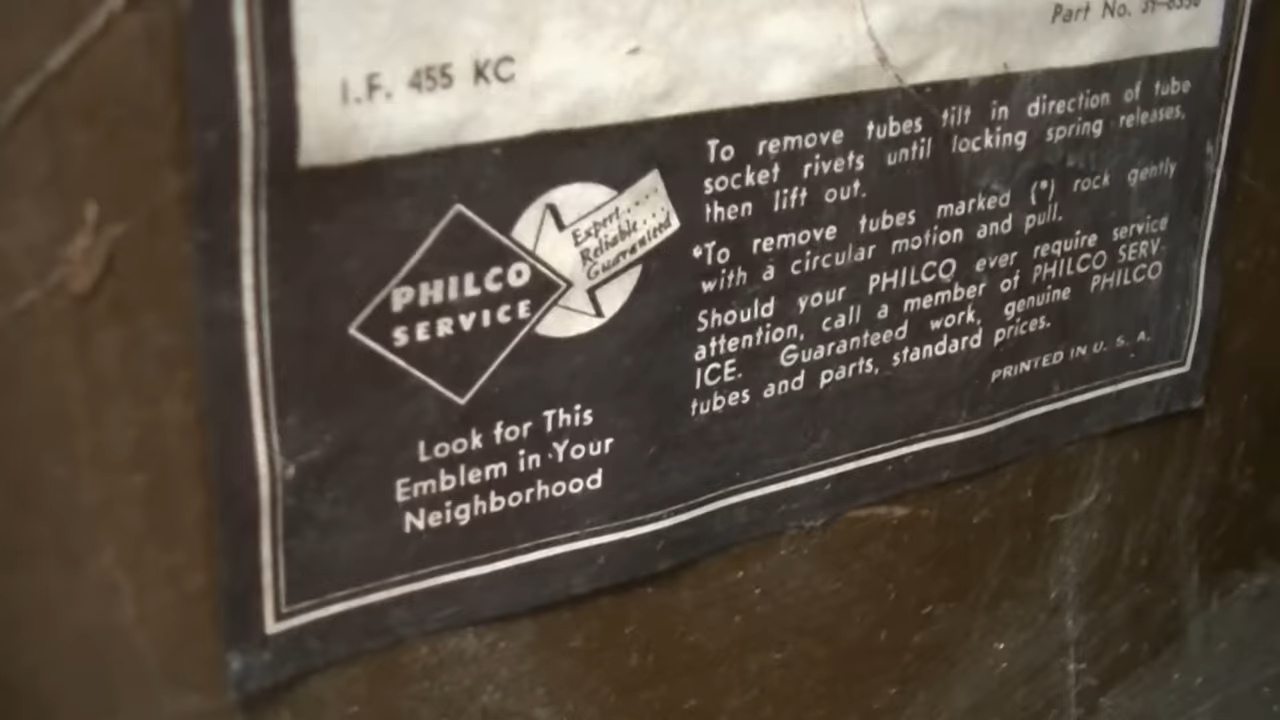 Part No.
I.F. 455 KC
To remove tubes tilt in direction of tube
socket rivets until locking spring releases,
then lift out.
*To remove tubes marked (*) rock gently
with a circular motion and pull.
Should your PHILCO ever require service
attention, call a member of PHILCO SERV-
ICE. Guaranteed work, genuine PHILCO
tubes and parts, standard prices.
PRINTED IN U. S. A.
Expert....
Reliable...
Guaranteed
PHILCO
SERVICE
Look for This
Emblem in Your
Neighborhood